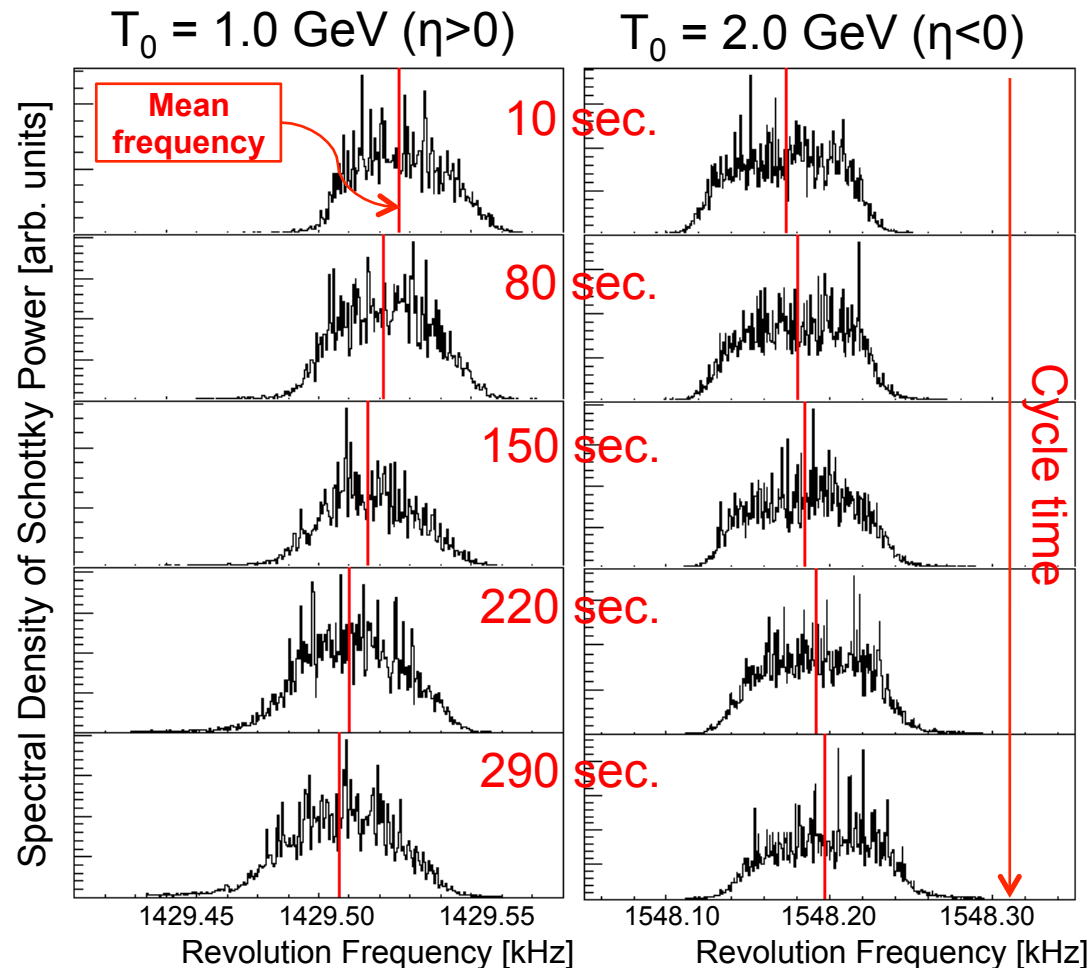 T₀ = 1.0 GeV (η>0)
T₀ = 2.0 GeV (η<0)
Spectral Density of Schottky Power [arb. units]
Mean
frequency
10 sec.
80 sec.
150 sec.
220 sec.
290 sec.
Cycle time
1429.45 1429.50 1429.55
1548.10 1548.20 1548.30
Revolution Frequency [kHz]
Revolution Frequency [kHz]